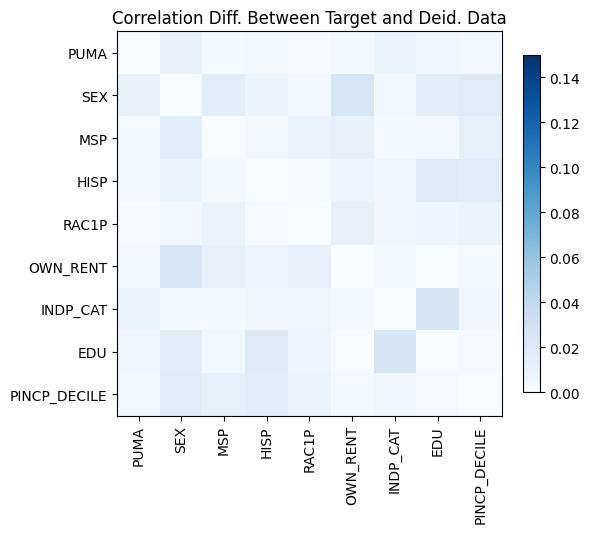 Correlation Diff. Between Target and Deid. Data
PUMA
SEX
MSP
HISP
RAC1P
OWN_RENT
INDP_CAT
EDU
PINCP_DECILE
PUMA
SEX
MSP
HISP
RAC1P
OWN_RENT
INDP_CAT
EDU
PINCP_DECILE
0.14
0.12
0.10
0.08
0.06
0.04
0.02
0.00